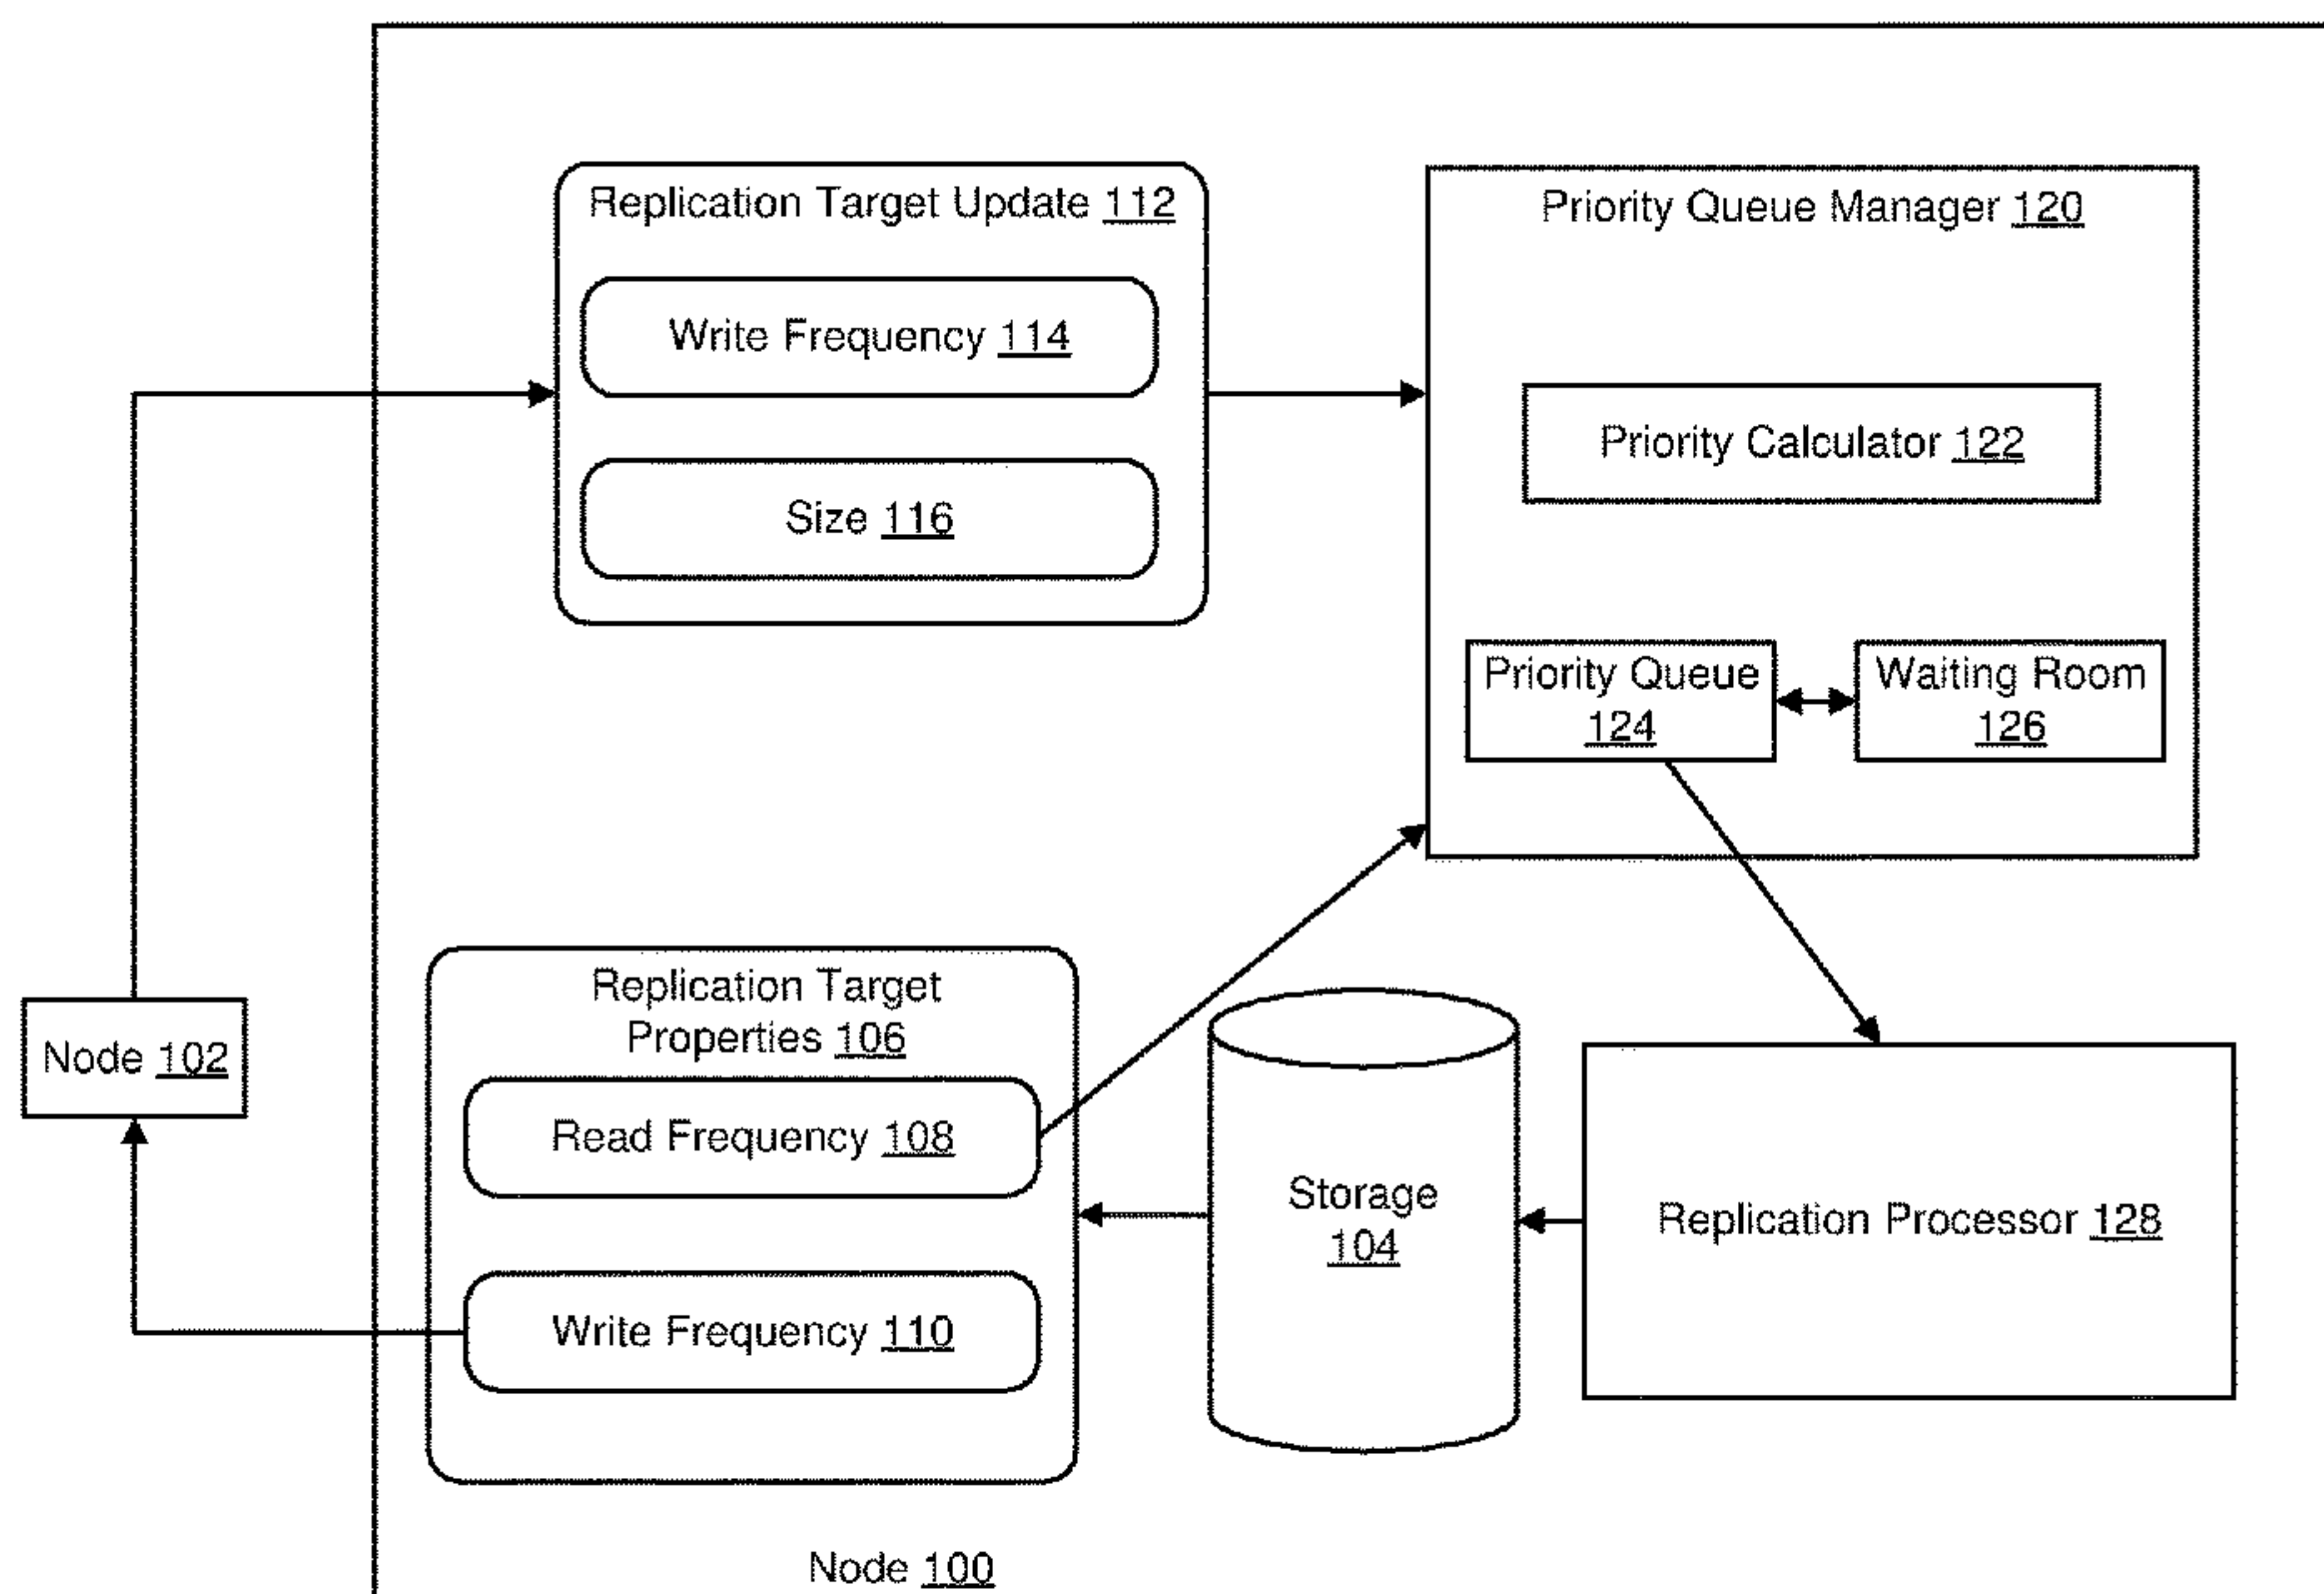 Replication Target Update 112
Write Frequency 114
Size 116
Priority Queue Manager 120
Priority Calculator 122
Priority Queue
124
Waiting Room
126
Node 102
Replication Target
Properties 106
Read Frequency 108
Write Frequency 110
Storage
104
Replication Processor 128
Node 100